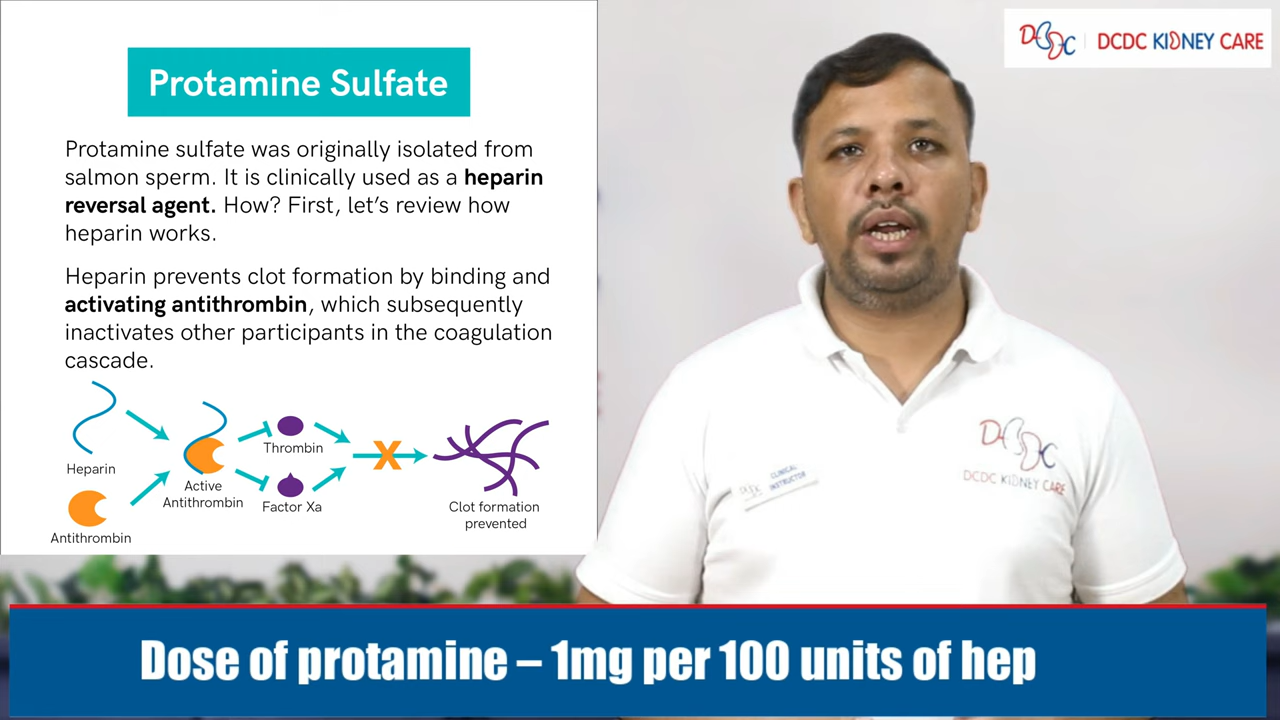 Protamine Sulfate
Protamine sulfate was originally isolated from
salmon sperm. It is clinically used as a heparin
reversal agent. How? First, let’s review how
heparin works.
Heparin prevents clot formation by binding and
activating antithrombin, which subsequently
inactivates other participants in the coagulation
cascade.
Heparin
Antithrombin
Active
Antithrombin
Thrombin
Factor Xa
X
Clot formation
prevented
DCDC KIDNEY CARE
CLINICAL
INSTRUCTOR
DCDC
DCDC KIDNEY CARE
Dose of protamine – 1mg per 100 units of hep